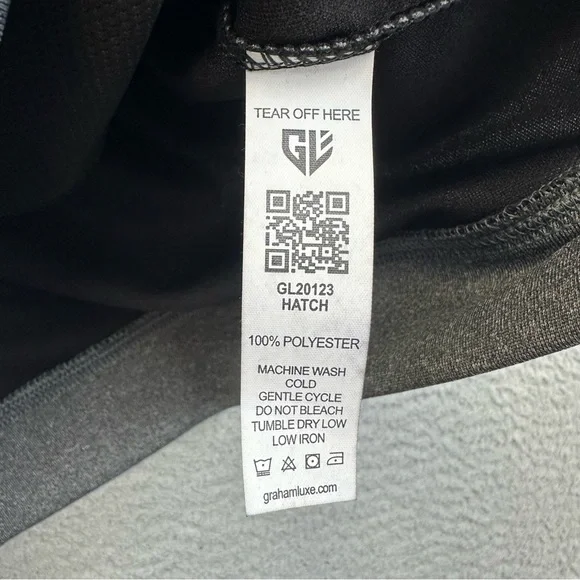 TEAR OFF HERE
GL
GL20123
HATCH
100% POLYESTER
MACHINE WASH
COLD
GENTLE CYCLE
DO NOT BLEACH
TUMBLE DRY LOW
LOW IRON
grahamluxe.com